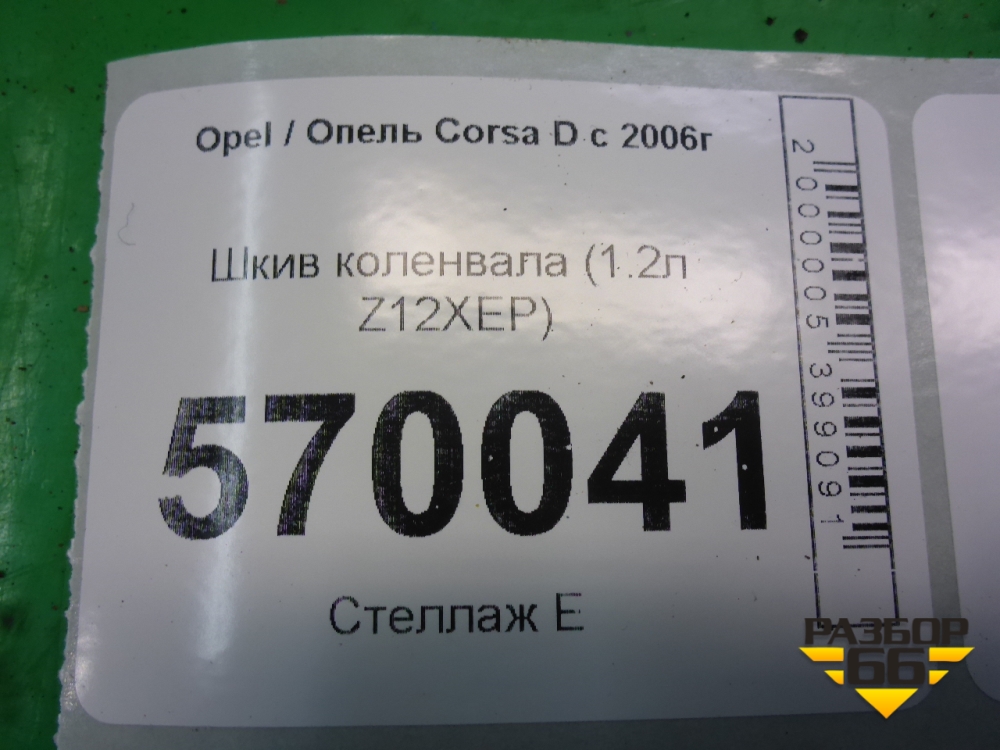 Opel / Опель Corsa D с 2006г
Шкив коленвала (1.2л
Z12XEP)
570041
Стеллаж Е
2000005399091
РАЗБОР
66